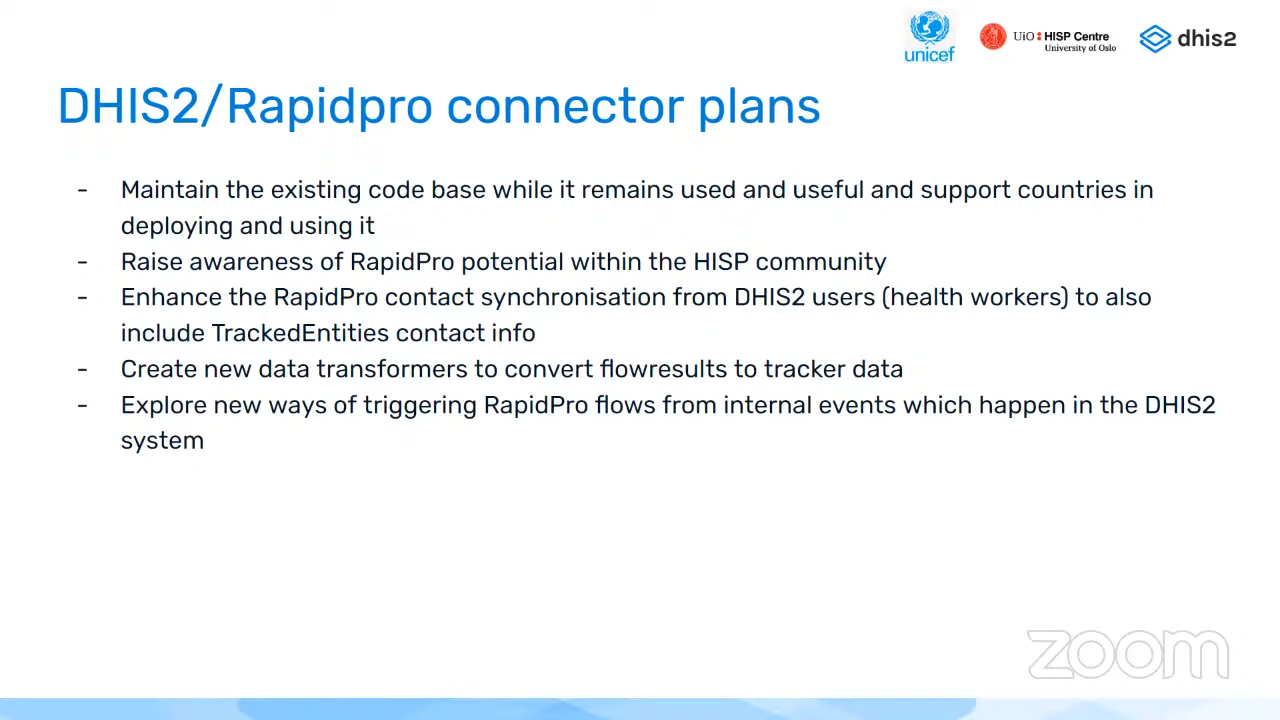 unicef
UiO HISP Centre
University of Oslo
dhis2
DHIS2/Rapidpro connector plans
- Maintain the existing code base while it remains used and useful and support countries in
deploying and using it
- Raise awareness of RapidPro potential within the HISP community
- Enhance the RapidPro contact synchronisation from DHIS2 users (health workers) to also
include TrackedEntities contact info
- Create new data transformers to convert flowresults to tracker data
- Explore new ways of triggering RapidPro flows from internal events which happen in the DHIS2
system
zoom